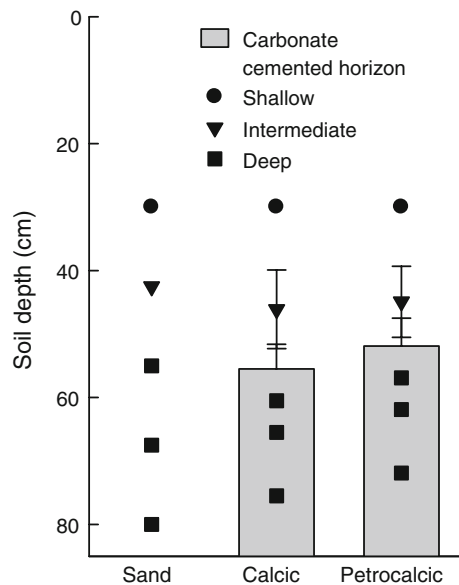 0
20
40
60
80
Soil depth (cm)
Carbonate
cemented horizon
Shallow
Intermediate
Deep
Sand
Calcic
Petrocalcic